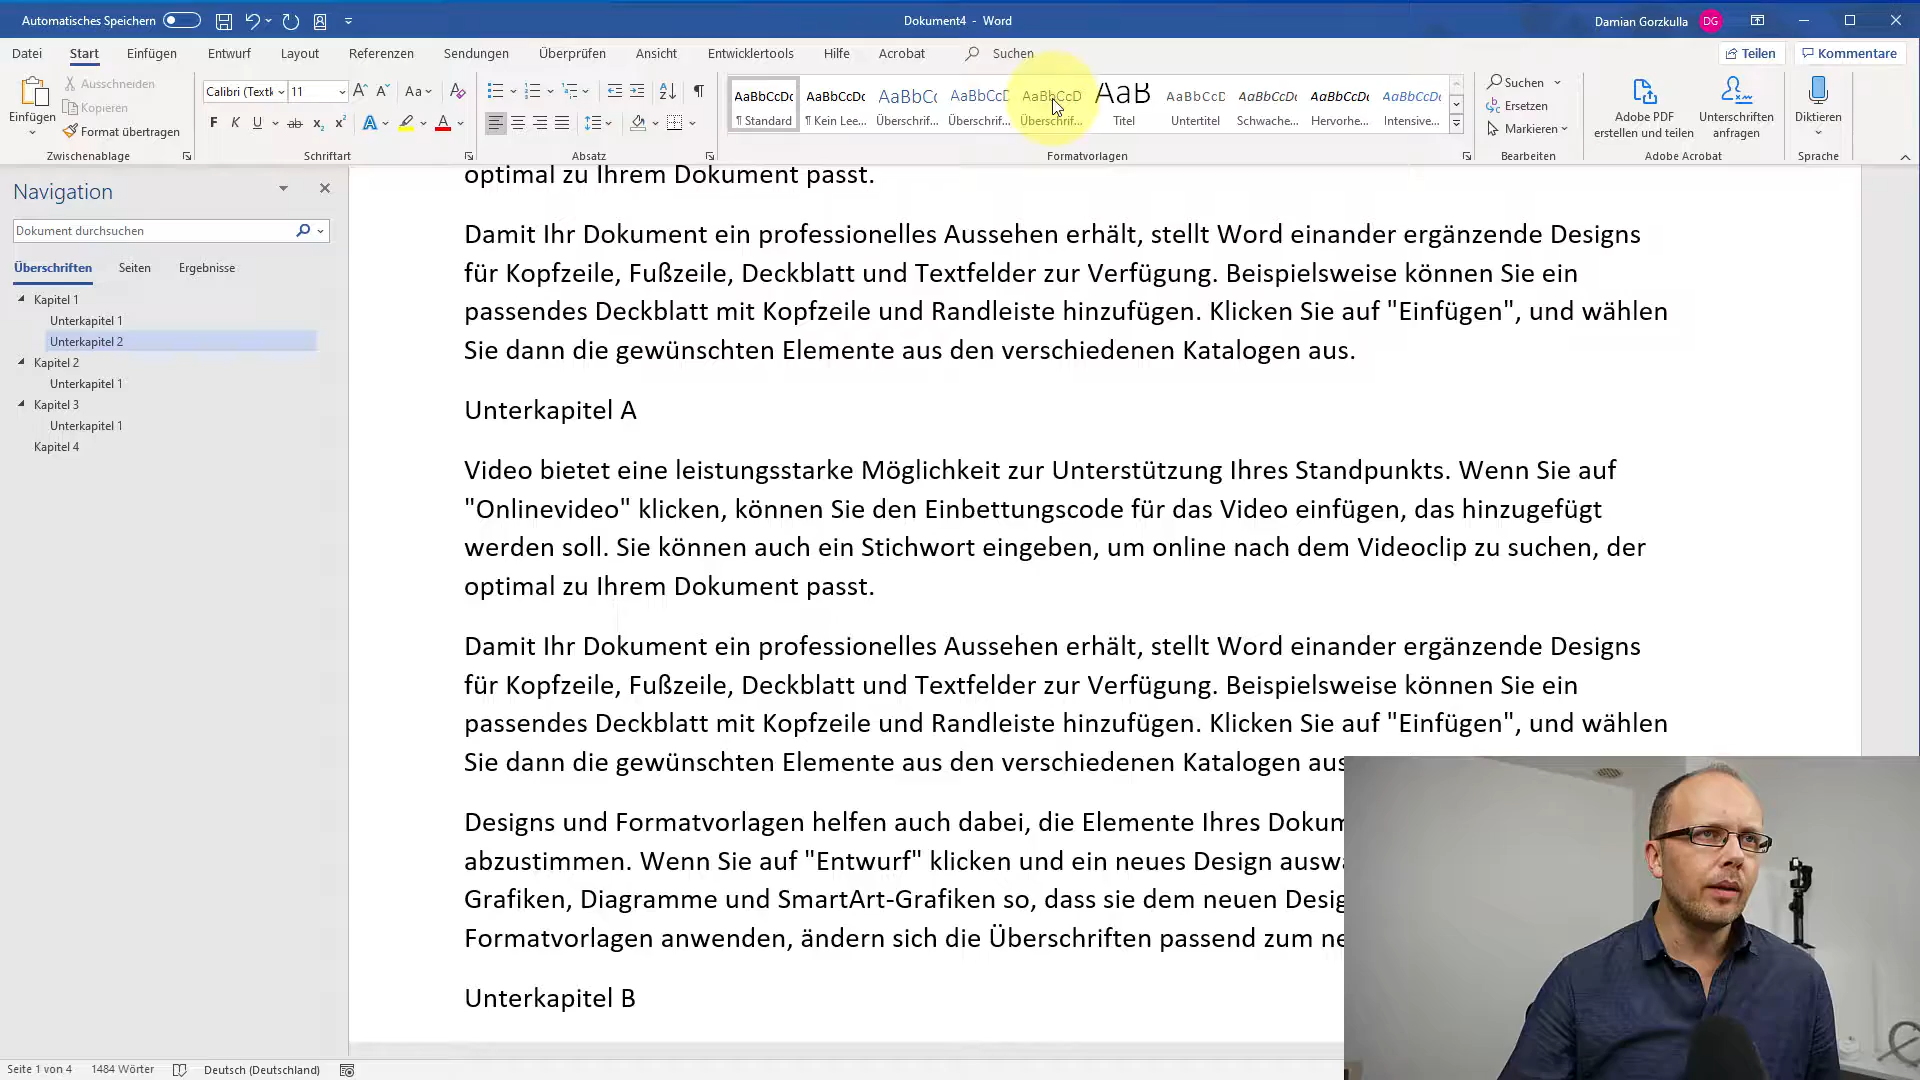 Automatisches Speichern
Dokument4 - Word
Damian Gorzkulla
DG
Datei Start Einfügen Entwurf Layout Referenzen Sendungen Überprüfen Ansicht Entwicklertools Hilfe Acrobat Suchen
Teilen Kommentare
Einfügen
Ausschneiden
Kopieren
Format übertragen
Zwischenablage
Calibri (Textk 11
F K U ab x₂ x²
Schriftart
Absatz
AaBbCcDc AaBbCcDc AaBbCc AaBbCcD AaBbCcD AaB AaBbCcD AaBbCcDc AaBbCcDc AaBbCcDc
¶ Standard ¶ Kein Lee... Überschrif... Überschrif... Überschrif... Titel Untertitel Schwache... Hervorhe... Intensive...
Formatvorlagen
Suchen
Ersetzen
Markieren
Bearbeiten
Adobe PDF
erstellen und teilen
Unterschriften
anfragen
Adobe Acrobat
Diktieren
Sprache
Navigation
Dokument durchsuchen
Überschriften Seiten Ergebnisse
Kapitel 1
Unterkapitel 1
Unterkapitel 2
Kapitel 2
Unterkapitel 1
Kapitel 3
Unterkapitel 1
Kapitel 4
optimal zu Ihrem Dokument passt.
Damit Ihr Dokument ein professionelles Aussehen erhält, stellt Word einander ergänzende Designs
für Kopfzeile, Fußzeile, Deckblatt und Textfelder zur Verfügung. Beispielsweise können Sie ein
passendes Deckblatt mit Kopfzeile und Randleiste hinzufügen. Klicken Sie auf "Einfügen", und wählen
Sie dann die gewünschten Elemente aus den verschiedenen Katalogen aus.
Unterkapitel A
Video bietet eine leistungsstarke Möglichkeit zur Unterstützung Ihres Standpunkts. Wenn Sie auf
"Onlinevideo" klicken, können Sie den Einbettungscode für das Video einfügen, das hinzugefügt
werden soll. Sie können auch ein Stichwort eingeben, um online nach dem Videoclip zu suchen, der
optimal zu Ihrem Dokument passt.
Damit Ihr Dokument ein professionelles Aussehen erhält, stellt Word einander ergänzende Designs
für Kopfzeile, Fußzeile, Deckblatt und Textfelder zur Verfügung. Beispielsweise können Sie ein
passendes Deckblatt mit Kopfzeile und Randleiste hinzufügen. Klicken Sie auf "Einfügen", und wählen
Sie dann die gewünschten Elemente aus den verschiedenen Katalogen aus
Designs und Formatvorlagen helfen auch dabei, die Elemente Ihres Dokum
abzustimmen. Wenn Sie auf "Entwurf" klicken und ein neues Design auswä
Grafiken, Diagramme und SmartArt-Grafiken so, dass sie dem neuen Desig
Formatvorlagen anwenden, ändern sich die Überschriften passend zum ne
Unterkapitel B
Seite 1 von 4 1484 Wörter Deutsch (Deutschland)